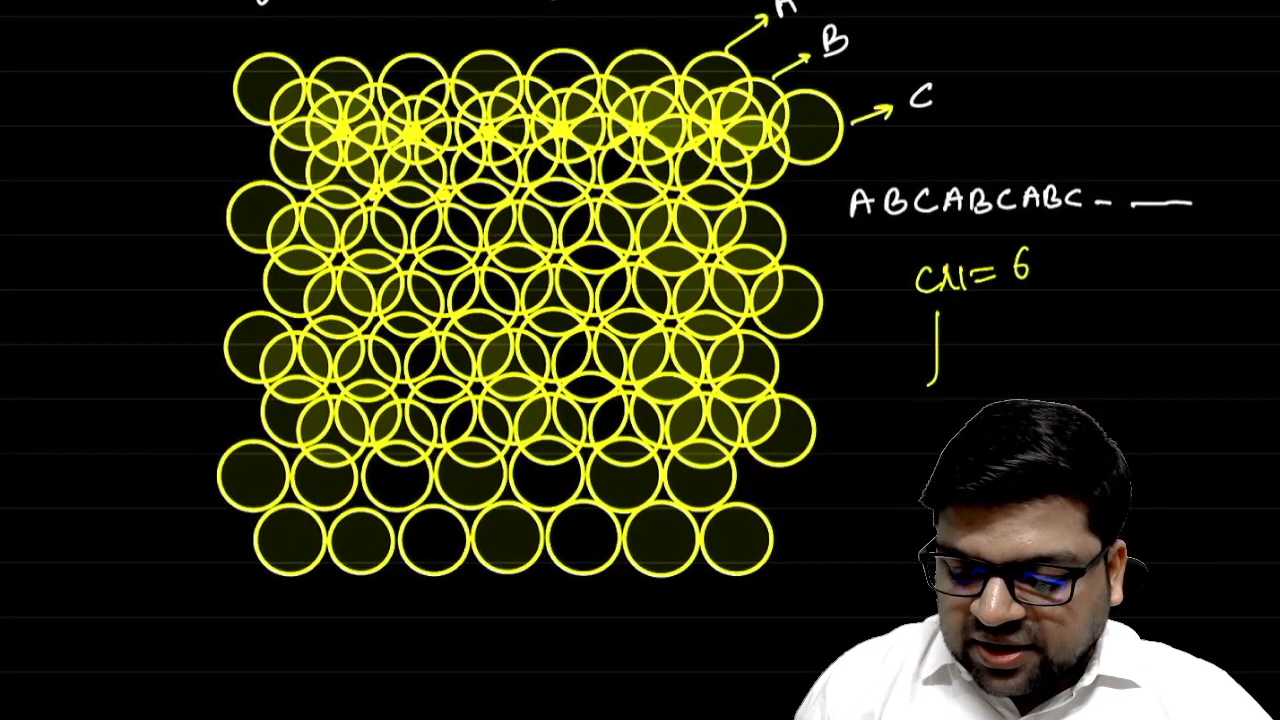 A
B
C
ABCABCABC- —
CN = 6